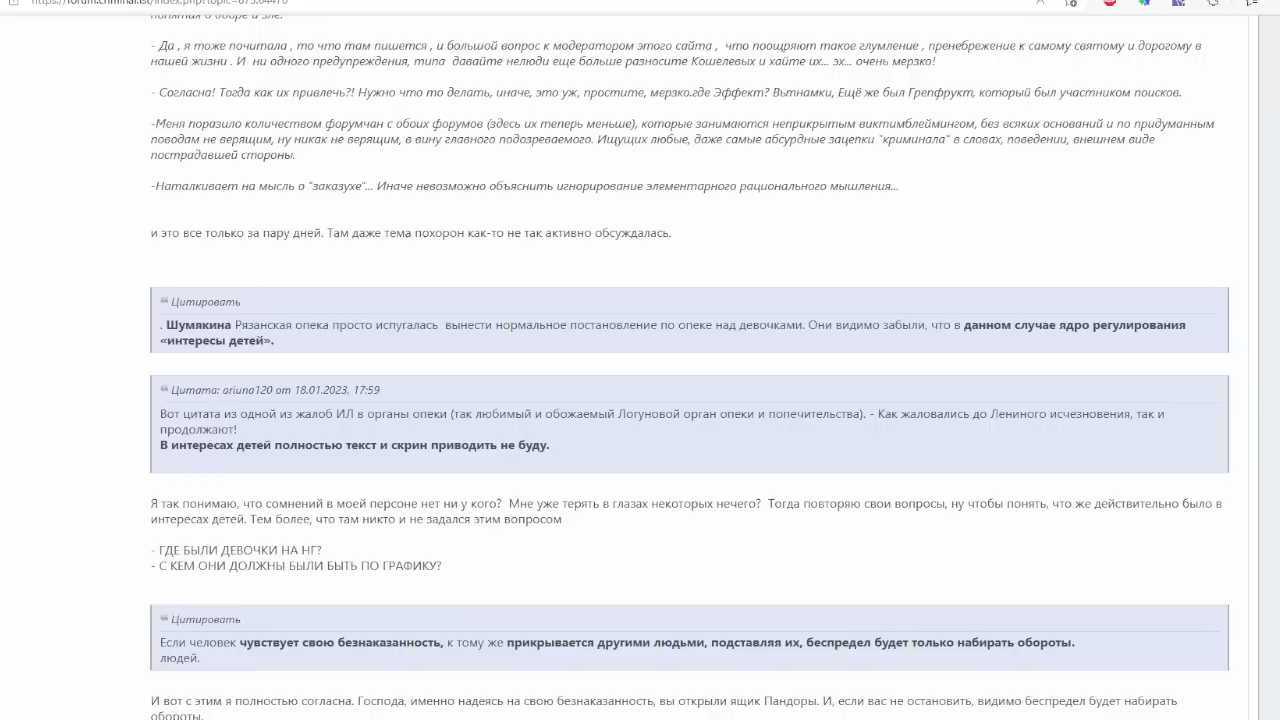 https://forum.criminal.ist/index.php?topic=675.64470
понятия о добре и зле.
- Да , я тоже почитала , то что там пишется , и большой вопрос к модератором этого сайта , что поощряют такое глумление , пренебрежение к самому святому и дорогому в
нашей жизни . И ни одного предупреждения, типа давайте нелюди еще больше разносите Кошелевых и хайте их... эх... очень мерзко!
- Согласна! Тогда как их привлечь?! Нужно что то делать, иначе, это уж, простите, мерзко.где Эффект? Вытнамки, Ещё же был Грепфрукт, который был участником поисков.
-Меня поразило количеством форумчан с обоих форумов (здесь их теперь меньше), которые занимаются неприкрытым виктимблеймингом, без всяких оснований и по придуманным
поводам не верящим, ну никак не верящим, в вину главного подозреваемого. Ищущих любые, даже самые абсурдные зацепки "криминала" в словах, поведении, внешнем виде
пострадавшей стороны.
-Наталкивает на мысль о "заказухе"... Иначе невозможно объяснить игнорирование элементарного рационального мышления...
и это все только за пару дней. Там даже тема похорон как-то не так активно обсуждалась.
Цитировать
. Шумякина Рязанская опека просто испугалась вынести нормальное постановление по опеке над девочками. Они видимо забыли, что в данном случае ядро регулирования
«интересы детей».
Цитата: ariuna120 от 18.01.2023, 17:59
Вот цитата из одной из жалоб ИЛ в органы опеки (так любимый и обожаемый Логуновой орган опеки и попечительства). - Как жаловались до Лениного исчезновения, так и
продолжают!
В интересах детей полностью текст и скрин приводить не буду.
Я так понимаю, что сомнений в моей персоне нет ни у кого? Мне уже терять в глазах некоторых нечего? Тогда повторяю свои вопросы, ну чтобы понять, что же действительно было в
интересах детей. Тем более, что там никто и не задался этим вопросом
- ГДЕ БЫЛИ ДЕВОЧКИ НА НГ?
- С КЕМ ОНИ ДОЛЖНЫ БЫЛИ БЫТЬ ПО ГРАФИКУ?
Цитировать
Если человек чувствует свою безнаказанность, к тому же прикрывается другими людьми, подставляя их, беспредел будет только набирать обороты.
людей.
И вот с этим я полностью согласна. Господа, именно надеясь на свою безнаказанность, вы открыли ящик Пандоры. И, если вас не остановить, видимо беспредел будет набирать
обороты.